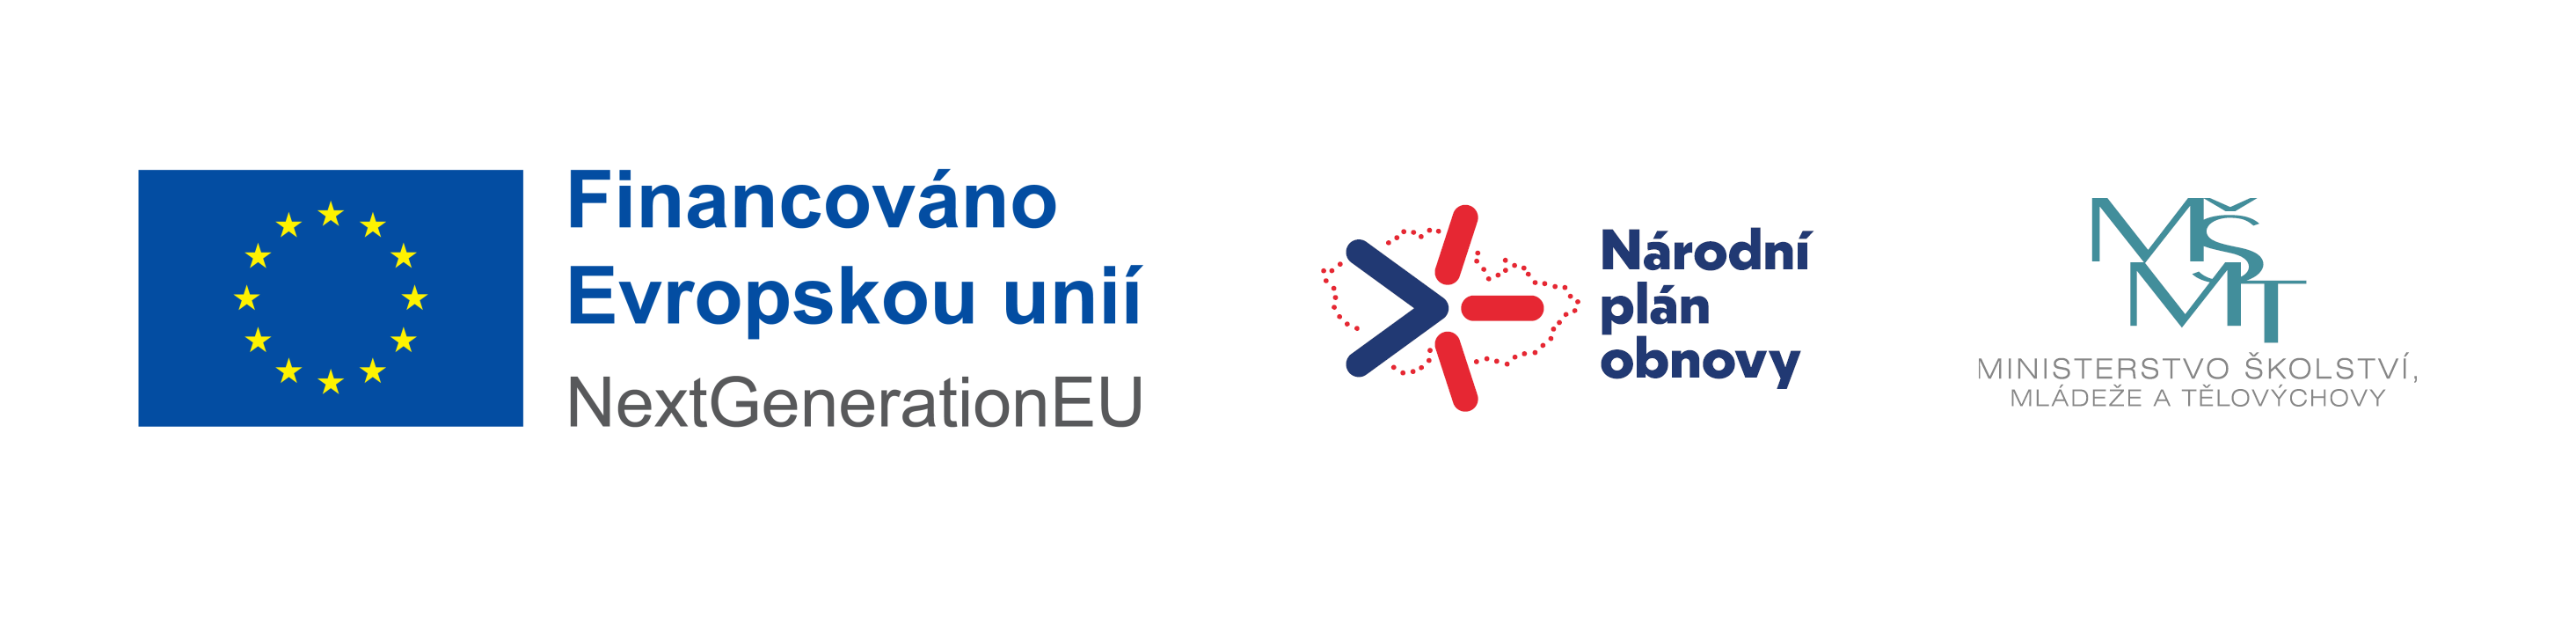 Financováno
Evropskou unií
NextGenerationEU
Národní
plán
obnovy
MŠMT
MINISTERSTVO ŠKOLSTVÍ,
MLÁDEŽE A TĚLOVÝCHOVY